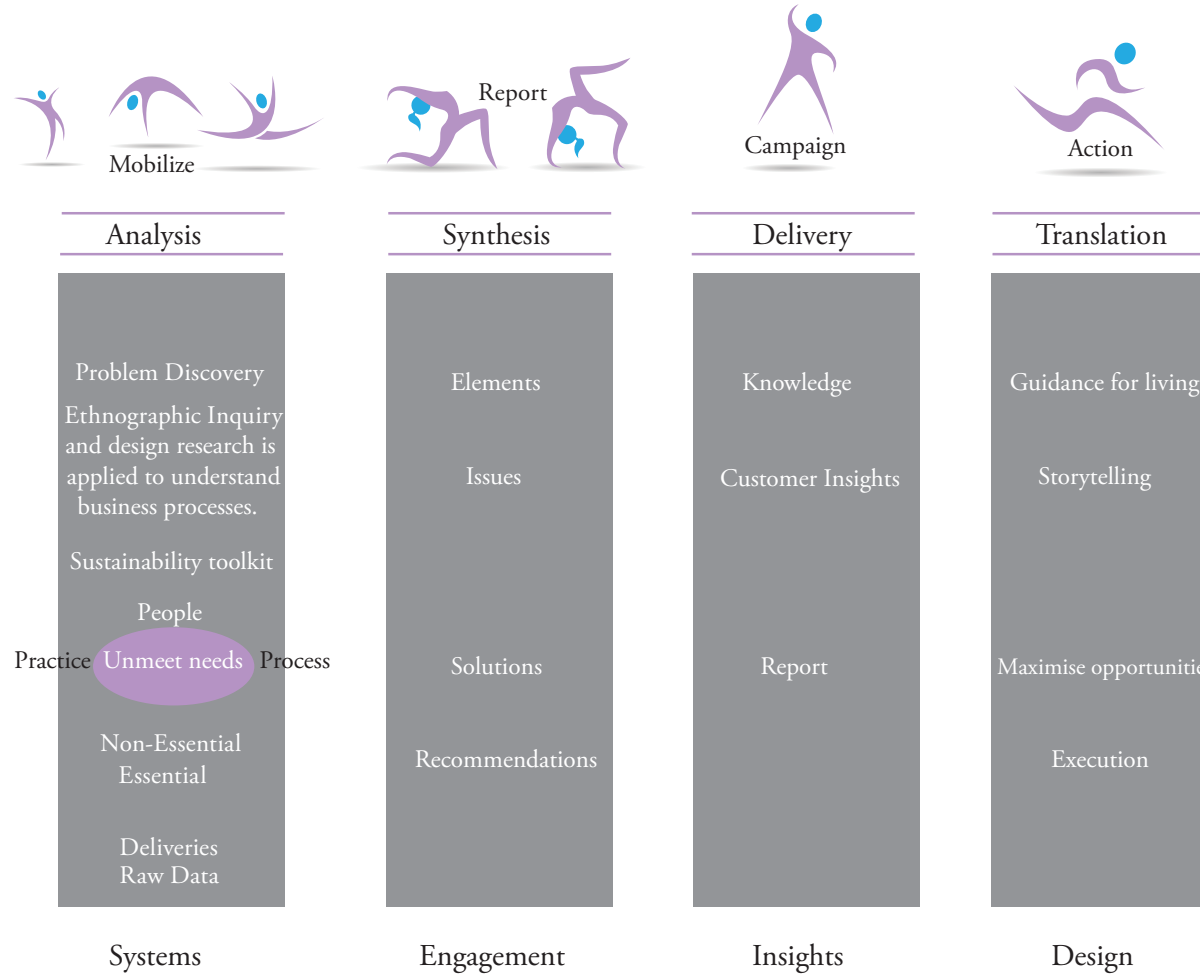 Mobilize
Report
Campaign
Action
Analysis
Synthesis
Delivery
Translation
Problem Discovery
Ethnographic Inquiry
and design research is
applied to understand
business processes.
Sustainability toolkit
People
Practice Unmeet needs Process
Non-Essential
Essential
Deliveries
Raw Data
Elements
Issues
Solutions
Recommendations
Knowledge
Customer Insights
Report
Guidance for living
Storytelling
Maximise opportunitie
Execution
Systems
Engagement
Insights
Design